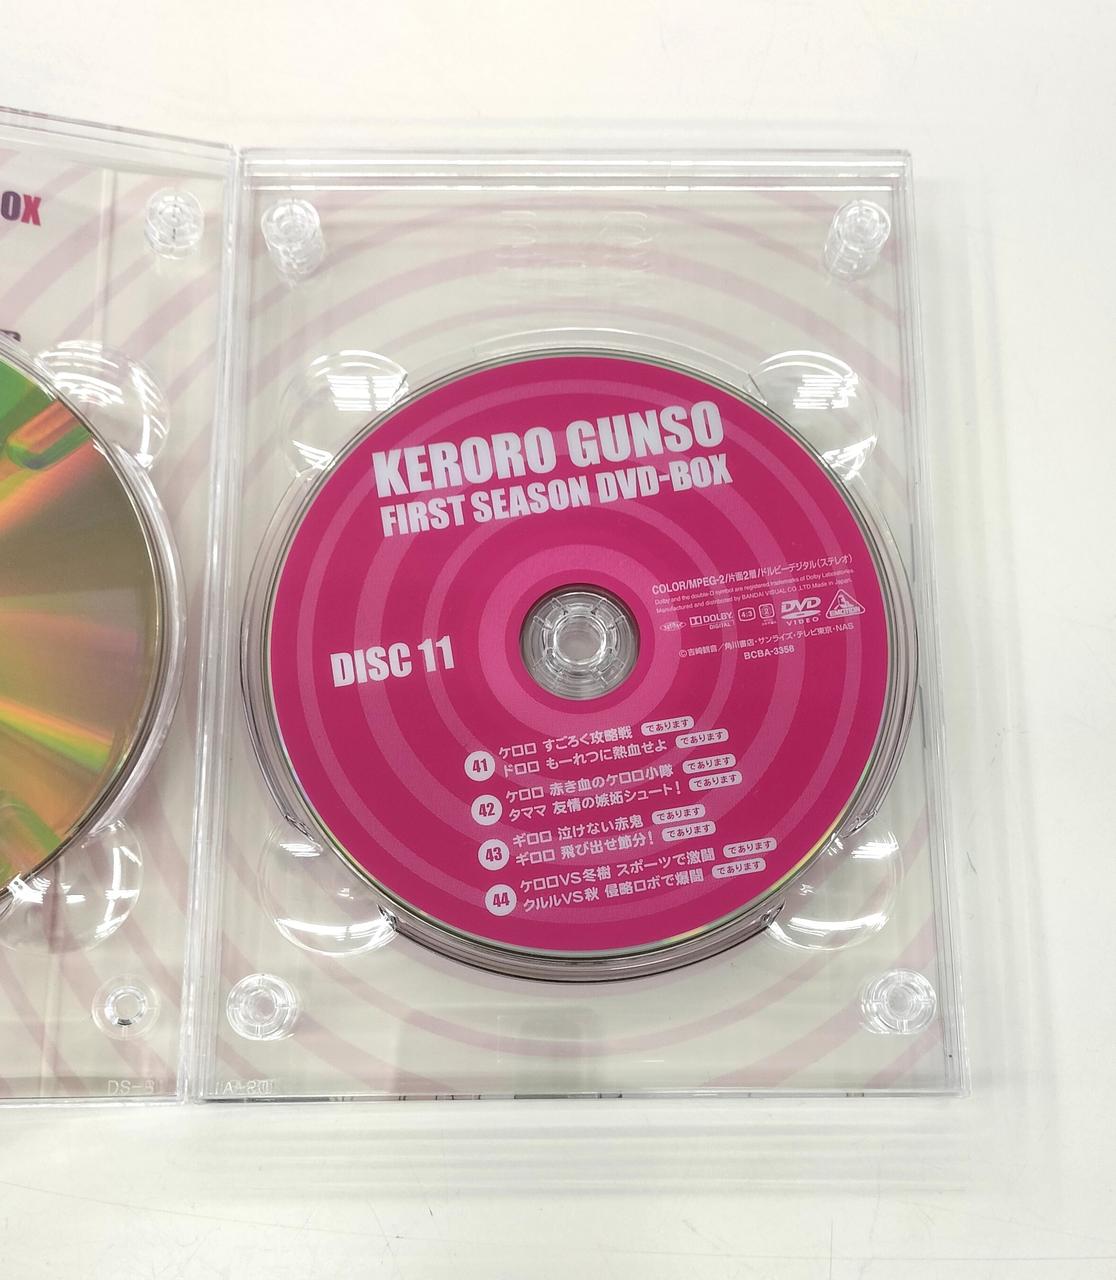 OX
KERORO GUNSO
FIRST SEASON DVD-BOX
COLOR/MPEG-2/片面2層/ドルビーデジタル(ステレオ)
Dolby and the double-D symbol are registered trademarks of Dolby Laboratories.
Manufactured and distributed by BANDAI VISUAL CO.,LTD. Made in Japan.
DOLBY DIGITAL 4:3 2 DVD VIDEO EMOTION
©吉崎観音/角川書店・サンライズ・テレビ東京・NAS
BCBA-3358
DISC 11
41 ケロロ すごろく攻略戦 であります
ドロロ もーれつに熱血せよ であります
42 ケロロ 赤き血のケロロ小隊 であります
タママ 友情の嫉妬シュート! であります
43 ギロロ 泣けない赤鬼 であります
ギロロ 飛び出せ節分! であります
44 ケロロVS冬樹 スポーツで激闘 であります
クルルVS秋 侵略ロボで爆闘 であります